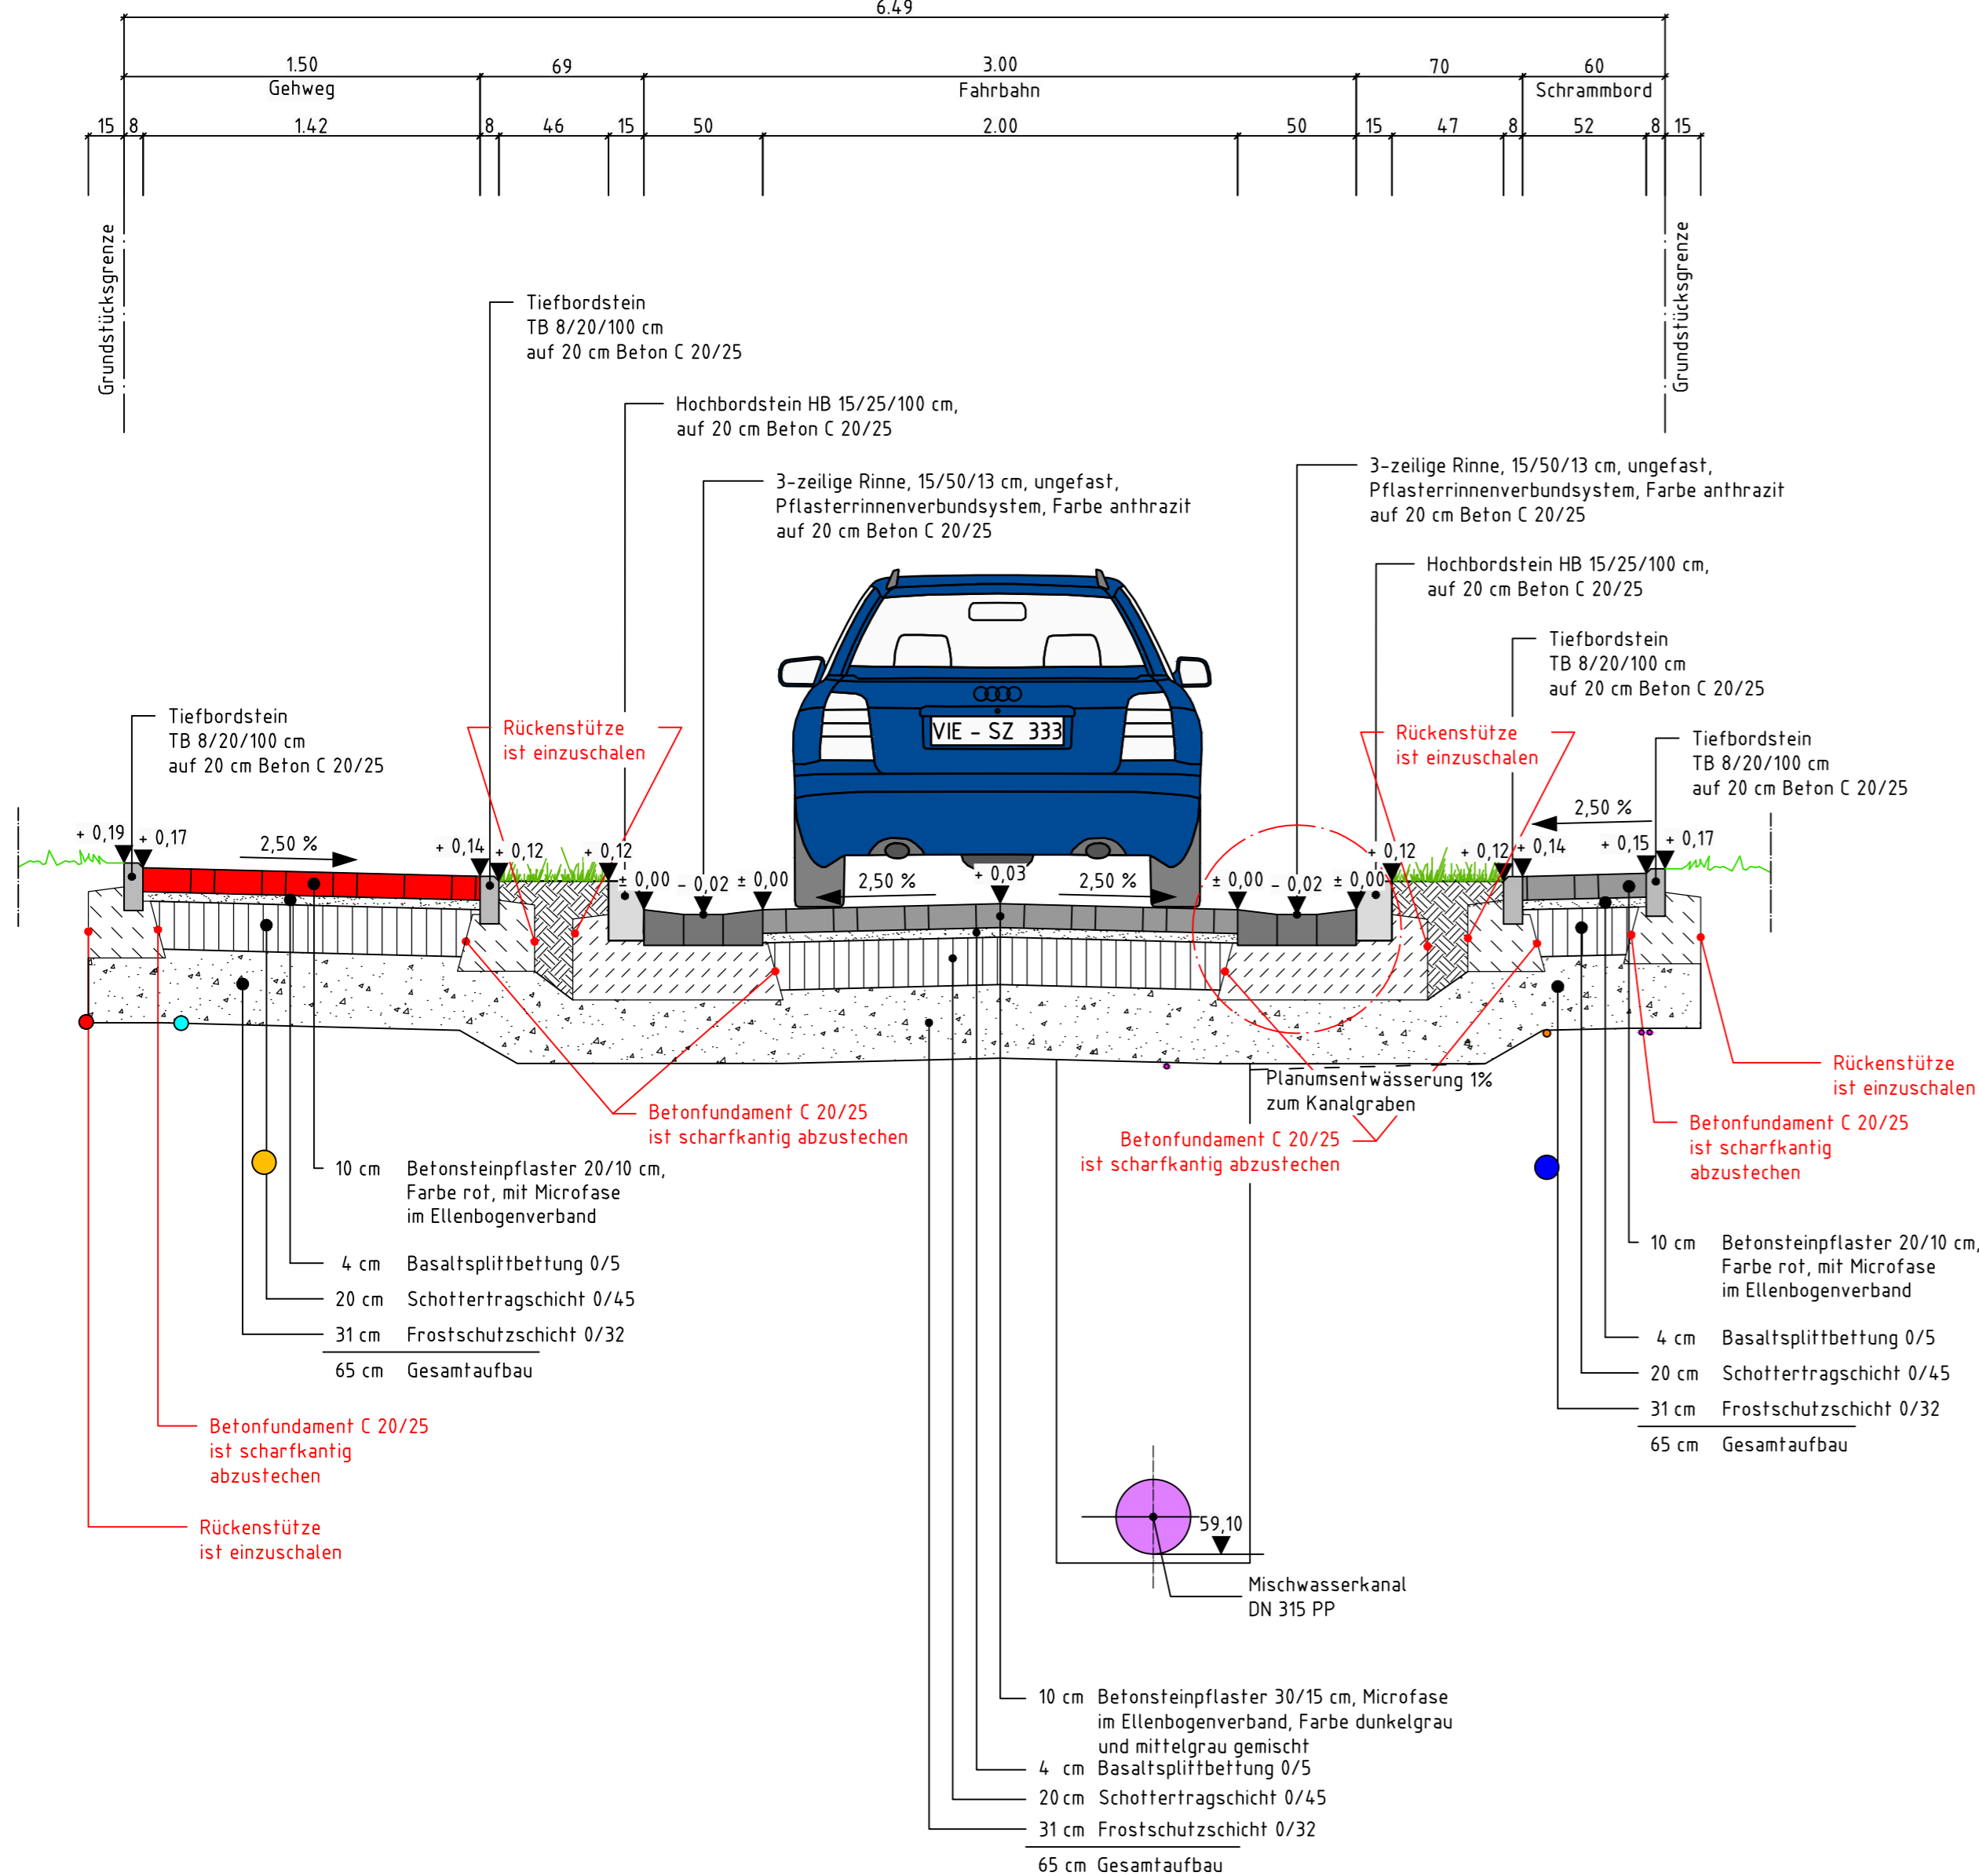 6.49
1.50 69 3.00 70 60
Gehweg Fahrbahn Schrammbord
15 8 1.42 8 46 15 50 2.00 50 15 47 8 52 8 15
Grundstücksgrenze
Grundstücksgrenze
Tiefbordstein
TB 8/20/100 cm
auf 20 cm Beton C 20/25
Hochbordstein HB 15/25/100 cm,
auf 20 cm Beton C 20/25
3-zeilige Rinne, 15/50/13 cm, ungefast,
Pflasterrinnenverbundsystem, Farbe anthrazit
auf 20 cm Beton C 20/25
3-zeilige Rinne, 15/50/13 cm, ungefast,
Pflasterrinnenverbundsystem, Farbe anthrazit
auf 20 cm Beton C 20/25
Hochbordstein HB 15/25/100 cm,
auf 20 cm Beton C 20/25
Tiefbordstein
TB 8/20/100 cm
auf 20 cm Beton C 20/25
Tiefbordstein
TB 8/20/100 cm
auf 20 cm Beton C 20/25
Rückenstütze
ist einzuschalen
VIE - SZ 333
Rückenstütze
ist einzuschalen
Tiefbordstein
TB 8/20/100 cm
auf 20 cm Beton C 20/25
+ 0,19 + 0,17 2,50 % + 0,14 + 0,12 + 0,12 ± 0,00 - 0,02 ± 0,00 2,50 % + 0,03 2,50 % ± 0,00 - 0,02 ± 0,00 + 0,12 + 0,12 + 0,14 2,50 % + 0,15 + 0,17
Planumsentwässerung 1%
zum Kanalgraben
Rückenstütze
ist einzuschalen
Betonfundament C 20/25
ist scharfkantig abzustechen
Betonfundament C 20/25
ist scharfkantig abzustechen
Betonfundament C 20/25
ist scharfkantig
abzustechen
10 cm Betonsteinpflaster 20/10 cm,
Farbe rot, mit Microfase
im Ellenbogenverband
4 cm Basaltsplittbettung 0/5
20 cm Schottertragschicht 0/45
31 cm Frostschutzschicht 0/32
65 cm Gesamtaufbau
10 cm Betonsteinpflaster 20/10 cm,
Farbe rot, mit Microfase
im Ellenbogenverband
4 cm Basaltsplittbettung 0/5
20 cm Schottertragschicht 0/45
31 cm Frostschutzschicht 0/32
65 cm Gesamtaufbau
Betonfundament C 20/25
ist scharfkantig
abzustechen
Rückenstütze
ist einzuschalen
59,10
Mischwasserkanal
DN 315 PP
10 cm Betonsteinpflaster 30/15 cm, Microfase
im Ellenbogenverband, Farbe dunkelgrau
und mittelgrau gemischt
4 cm Basaltsplittbettung 0/5
20 cm Schottertragschicht 0/45
31 cm Frostschutzschicht 0/32
65 cm Gesamtaufbau